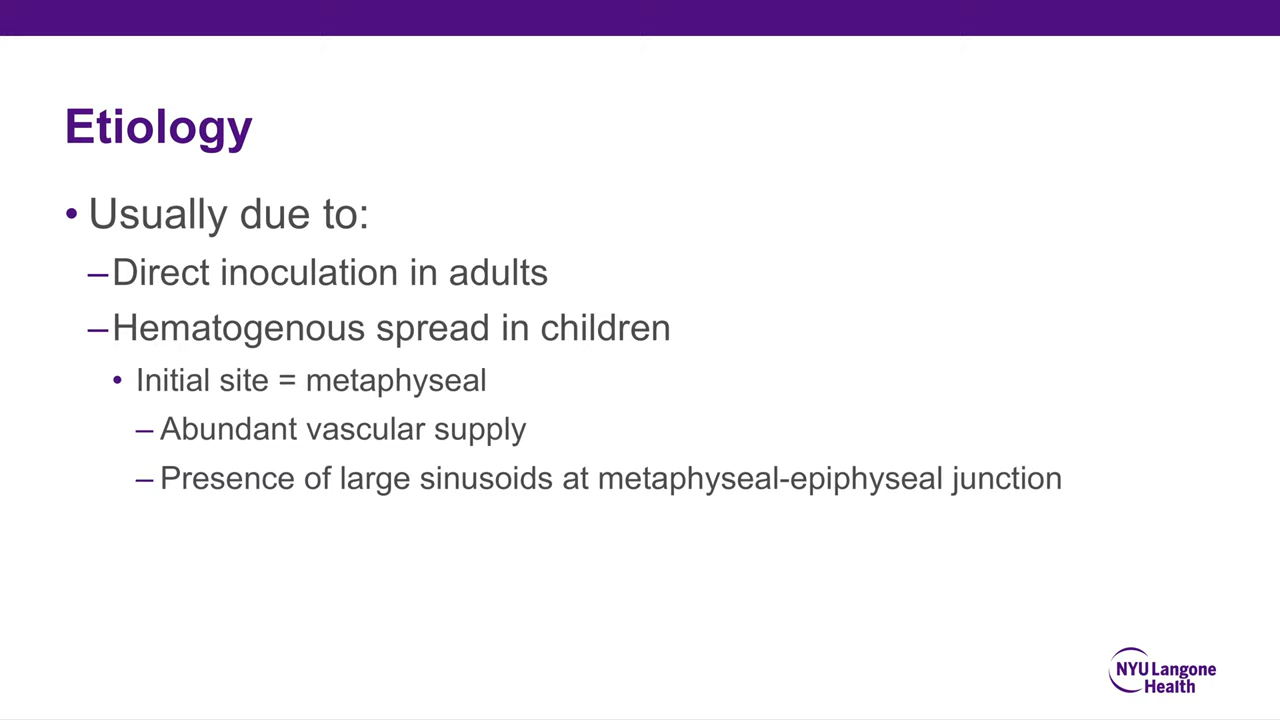 Etiology
• Usually due to:
–Direct inoculation in adults
–Hematogenous spread in children
• Initial site = metaphyseal
– Abundant vascular supply
– Presence of large sinusoids at metaphyseal-epiphyseal junction
NYU Langone
Health